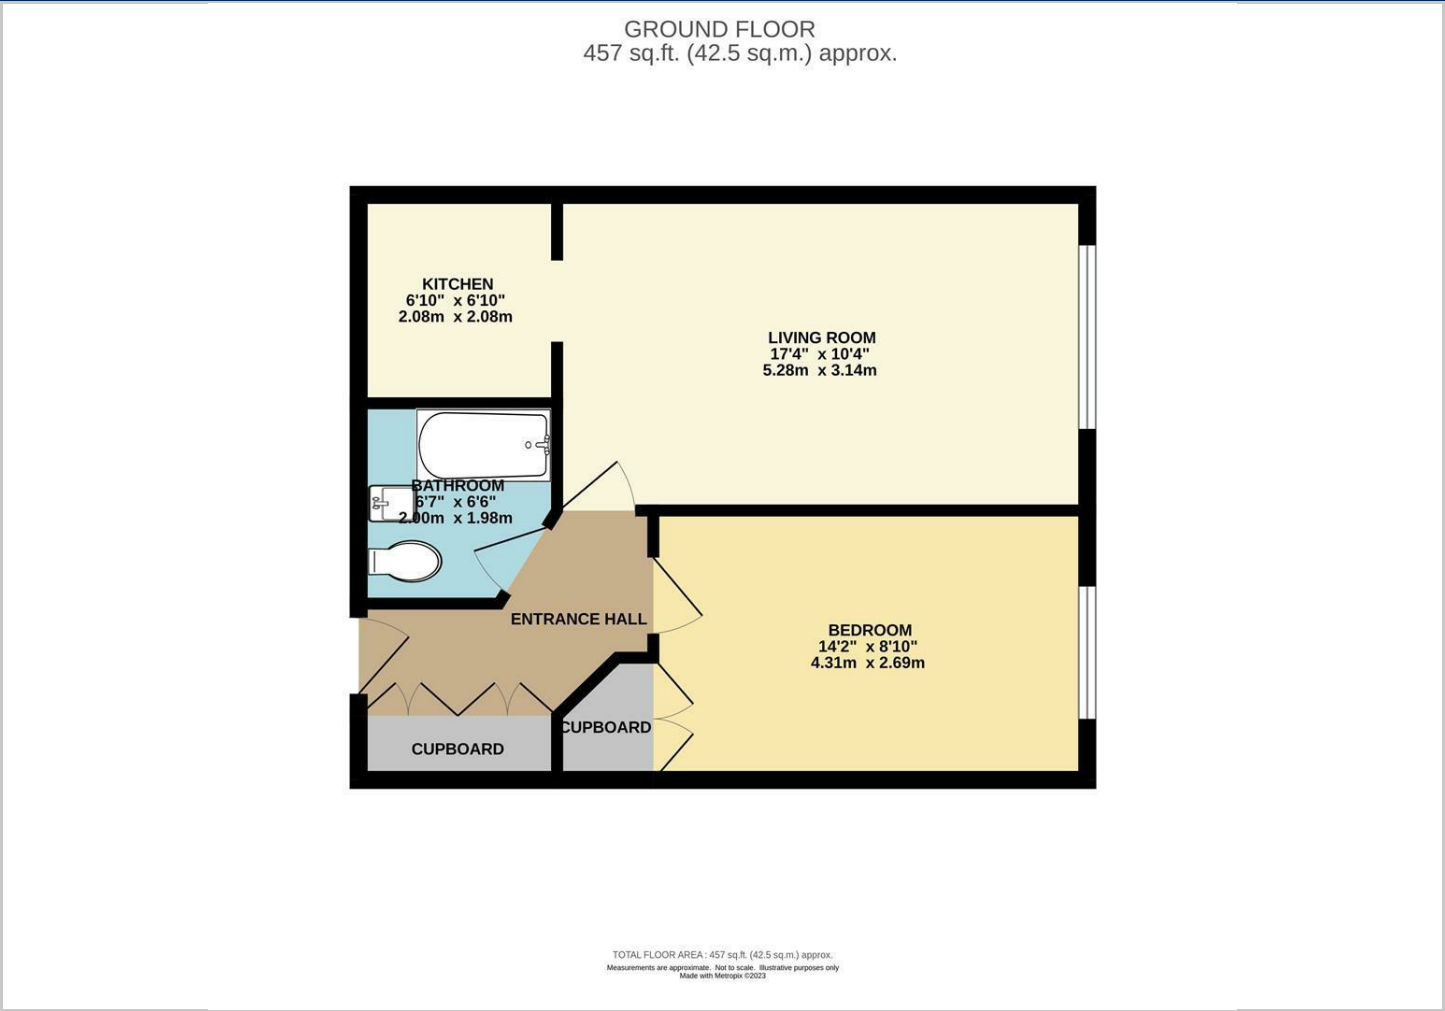 GROUND FLOOR
457 sq.ft. (42.5 sq.m.) approx.
KITCHEN
6'10" x 6'10"
2.08m x 2.08m
LIVING ROOM
17'4" x 10'4"
5.28m x 3.14m
BATHROOM
6'7" x 6'6"
2.00m x 1.98m
ENTRANCE HALL
BEDROOM
14'2" x 8'10"
4.31m x 2.69m
CUPBOARD
CUPBOARD
TOTAL FLOOR AREA : 457 sq.ft. (42.5 sq.m.) approx.
Measurements are approximate. Not to scale. Illustrative purposes only
Made with Metropix ©2023